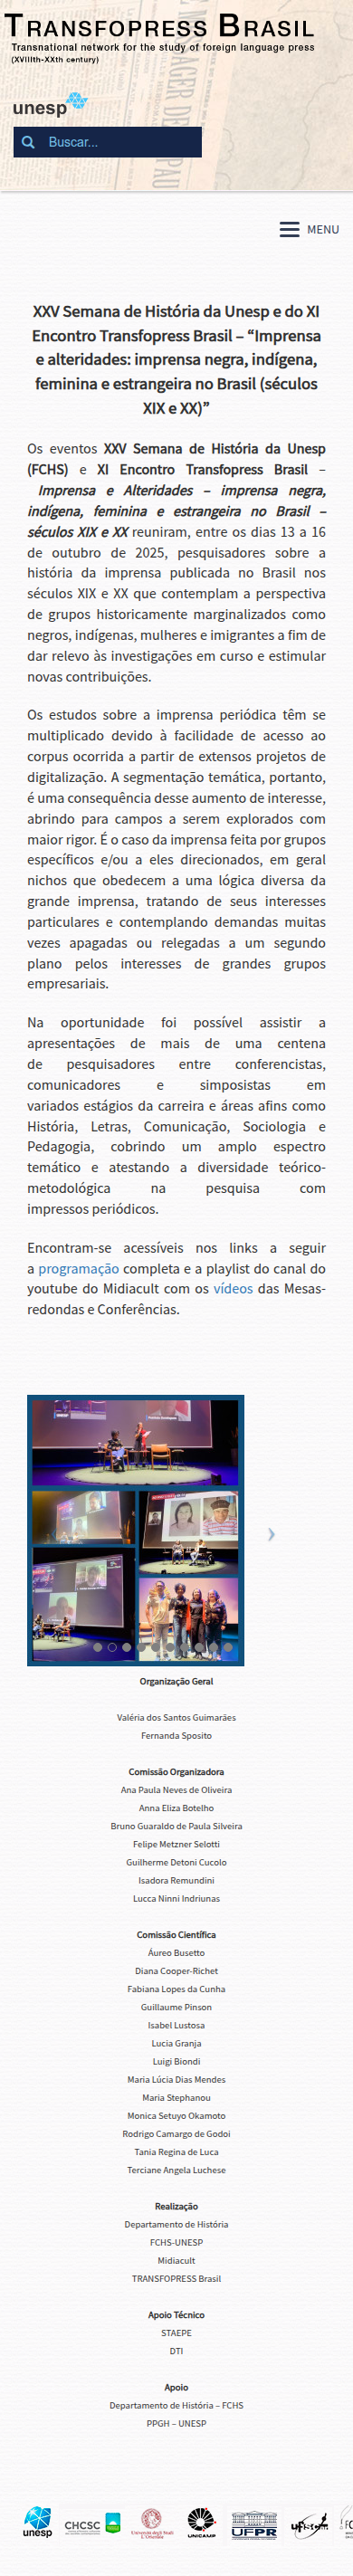 TRANSFOPRESS BRASIL
Transnational network for the study of foreign language press
(XVIIIth-XXth century)
unesp
Buscar...
MENU
XXV Semana de História da Unesp e do XI
Encontro Transfopress Brasil – “Imprensa
e alteridades: imprensa negra, indígena,
feminina e estrangeira no Brasil (séculos
XIX e XX)”
Os eventos XXV Semana de História da Unesp
(FCHS) e XI Encontro Transfopress Brasil –
Imprensa e Alteridades – imprensa negra,
indígena, feminina e estrangeira no Brasil –
séculos XIX e XX reuniram, entre os dias 13 a 16
de outubro de 2025, pesquisadores sobre a
história da imprensa publicada no Brasil nos
séculos XIX e XX que contemplam a perspectiva
de grupos historicamente marginalizados como
negros, indígenas, mulheres e imigrantes a fim de
dar relevo às investigações em curso e estimular
novas contribuições.
Os estudos sobre a imprensa periódica têm se
multiplicado devido à facilidade de acesso ao
corpus ocorrida a partir de extensos projetos de
digitalização. A segmentação temática, portanto,
é uma consequência desse aumento de interesse,
abrindo para campos a serem explorados com
maior rigor. É o caso da imprensa feita por grupos
específicos e/ou a eles direcionados, em geral
nichos que obedecem a uma lógica diversa da
grande imprensa, tratando de seus interesses
particulares e contemplando demandas muitas
vezes apagadas ou relegadas a um segundo
plano pelos interesses de grandes grupos
empresariais.
Na oportunidade foi possível assistir a
apresentações de mais de uma centena
de pesquisadores entre conferencistas,
comunicadores e simposistas em
variados estágios da carreira e áreas afins como
História, Letras, Comunicação, Sociologia e
Pedagogia, cobrindo um amplo espectro
temático e atestando a diversidade teórico-
metodológica na pesquisa com
impressos periódicos.
Encontram-se acessíveis nos links a seguir
a programação completa e a playlist do canal do
youtube do Midiacult com os vídeos das Mesas-
redondas e Conferências.
Organização Geral
Valéria dos Santos Guimarães
Fernanda Sposito
Comissão Organizadora
Ana Paula Neves de Oliveira
Anna Eliza Botelho
Bruno Guaraldo de Paula Silveira
Felipe Metzner Selotti
Guilherme Detoni Cucolo
Isadora Remundini
Lucca Ninni Indriunas
Comissão Científica
Áureo Busetto
Diana Cooper-Richet
Fabiana Lopes da Cunha
Guillaume Pinson
Isabel Lustosa
Lucia Granja
Luigi Biondi
Maria Lúcia Dias Mendes
Maria Stephanou
Monica Setuyo Okamoto
Rodrigo Camargo de Godoi
Tania Regina de Luca
Terciane Angela Luchese
Realização
Departamento de História
FCHS-UNESP
Midiacult
TRANSFOPRESS Brasil
Apoio Técnico
STAEPE
DTI
Apoio
Departamento de História – FCHS
PPGH – UNESP
unesp
CHCSC
UNICAMP
UFPR
unifesp